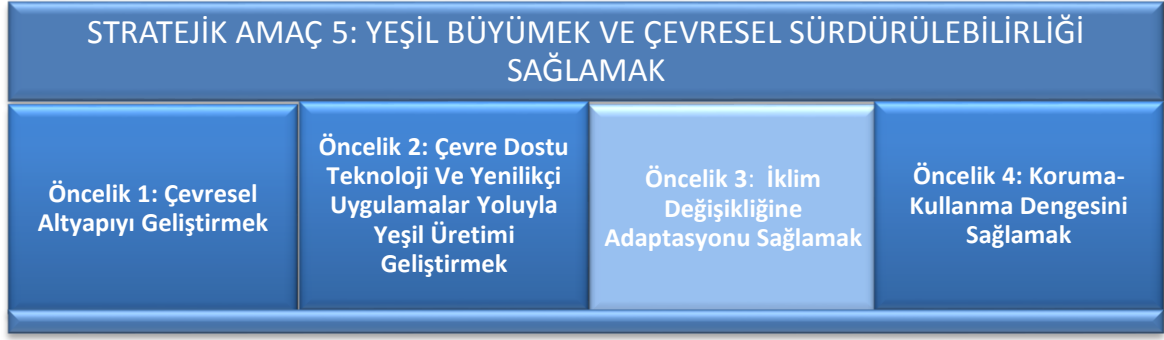 STRATEJİK AMAÇ 5: YEŞİL BÜYÜMEK VE ÇEVRESEL SÜRDÜRÜLEBİLİRLİĞİ
SAĞLAMAK
Öncelik 1: Çevresel
Altyapıyı Geliştirmek
Öncelik 2: Çevre Dostu
Teknoloji Ve Yenilikçi
Uygulamalar Yoluyla
Yeşil Üretimi
Geliştirmek
Öncelik 3: İklim
Değişikliğine
Adaptasyonu Sağlamak
Öncelik 4: Koruma-
Kullanma Dengesini
Sağlamak